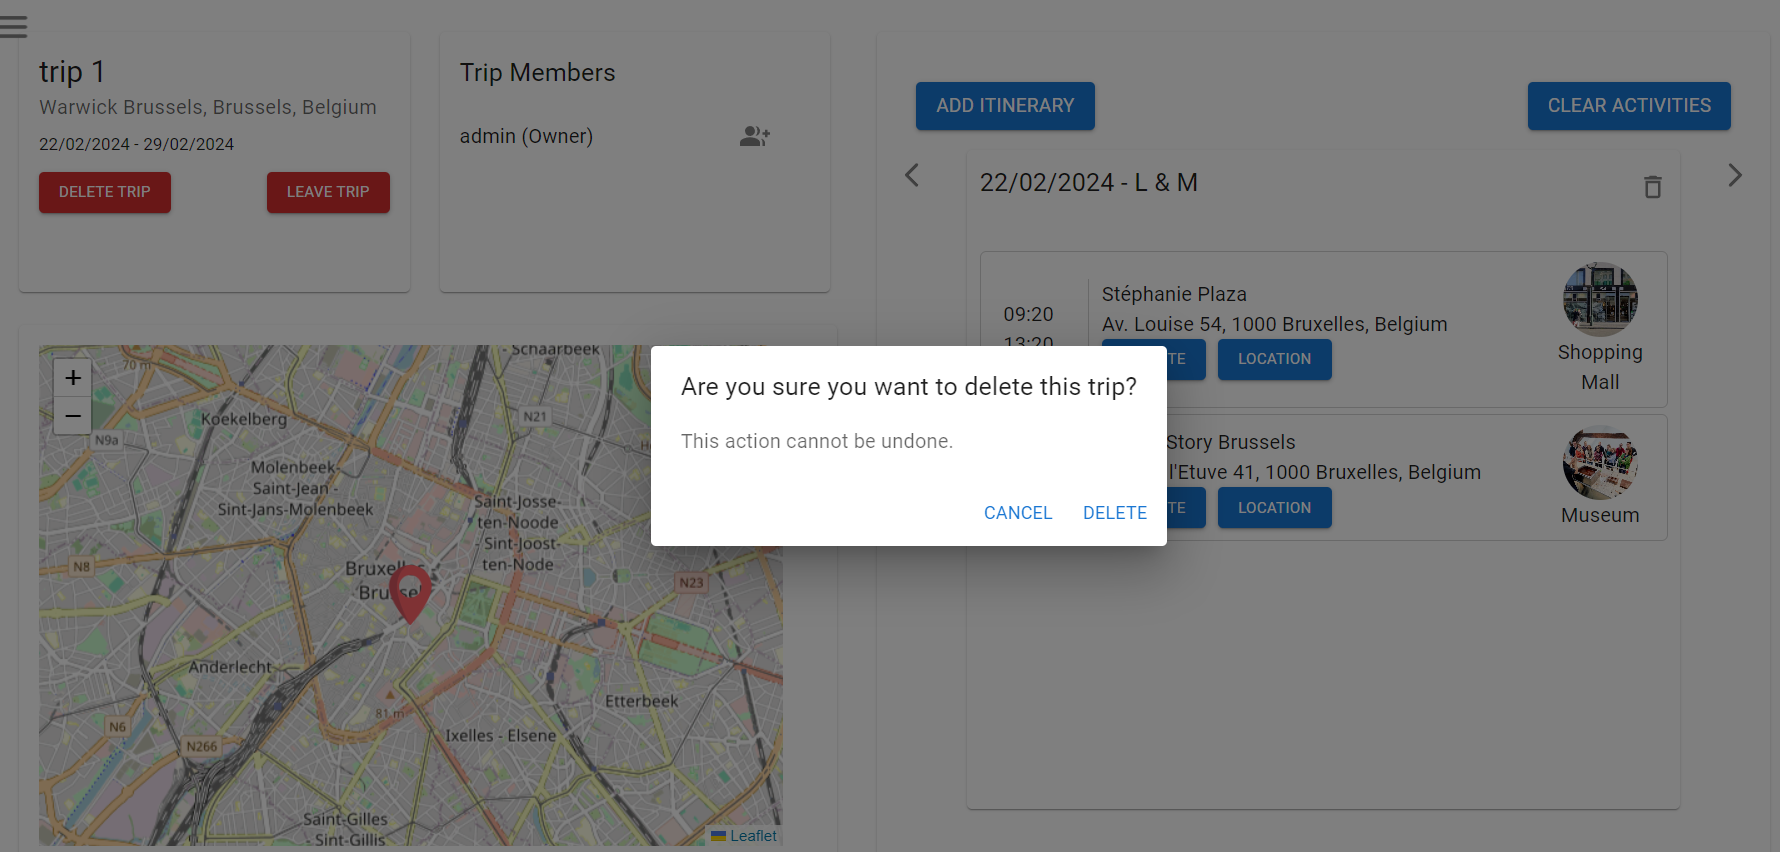 trip 1
Warwick Brussels, Brussels, Belgium
22/02/2024 - 29/02/2024
DELETE TRIP
LEAVE TRIP
Trip Members
admin (Owner)
ADD ITINERARY
CLEAR ACTIVITIES
22/02/2024 - L & M
09:20
13:20
Stéphanie Plaza
Av. Louise 54, 1000 Bruxelles, Belgium
TE
LOCATION
Shopping
Mall
Story Brussels
l'Etuve 41, 1000 Bruxelles, Belgium
TE
LOCATION
Museum
Are you sure you want to delete this trip?
This action cannot be undone.
CANCEL
DELETE
+
−
70 m
Schaarbeek
Koekelberg
N21
N9a
Molenbeek-
Saint-Jean -
Sint-Jans-Molenbeek
Saint-Josse-
ten-Noode
- Sint-Joost-
ten-Node
N8
Bruxelles
Brussel
N23
Anderlecht
Etterbeek
81 m
N6
N266
Ixelles - Elsene
Saint-Gilles
- Sint-Gillis
Leaflet